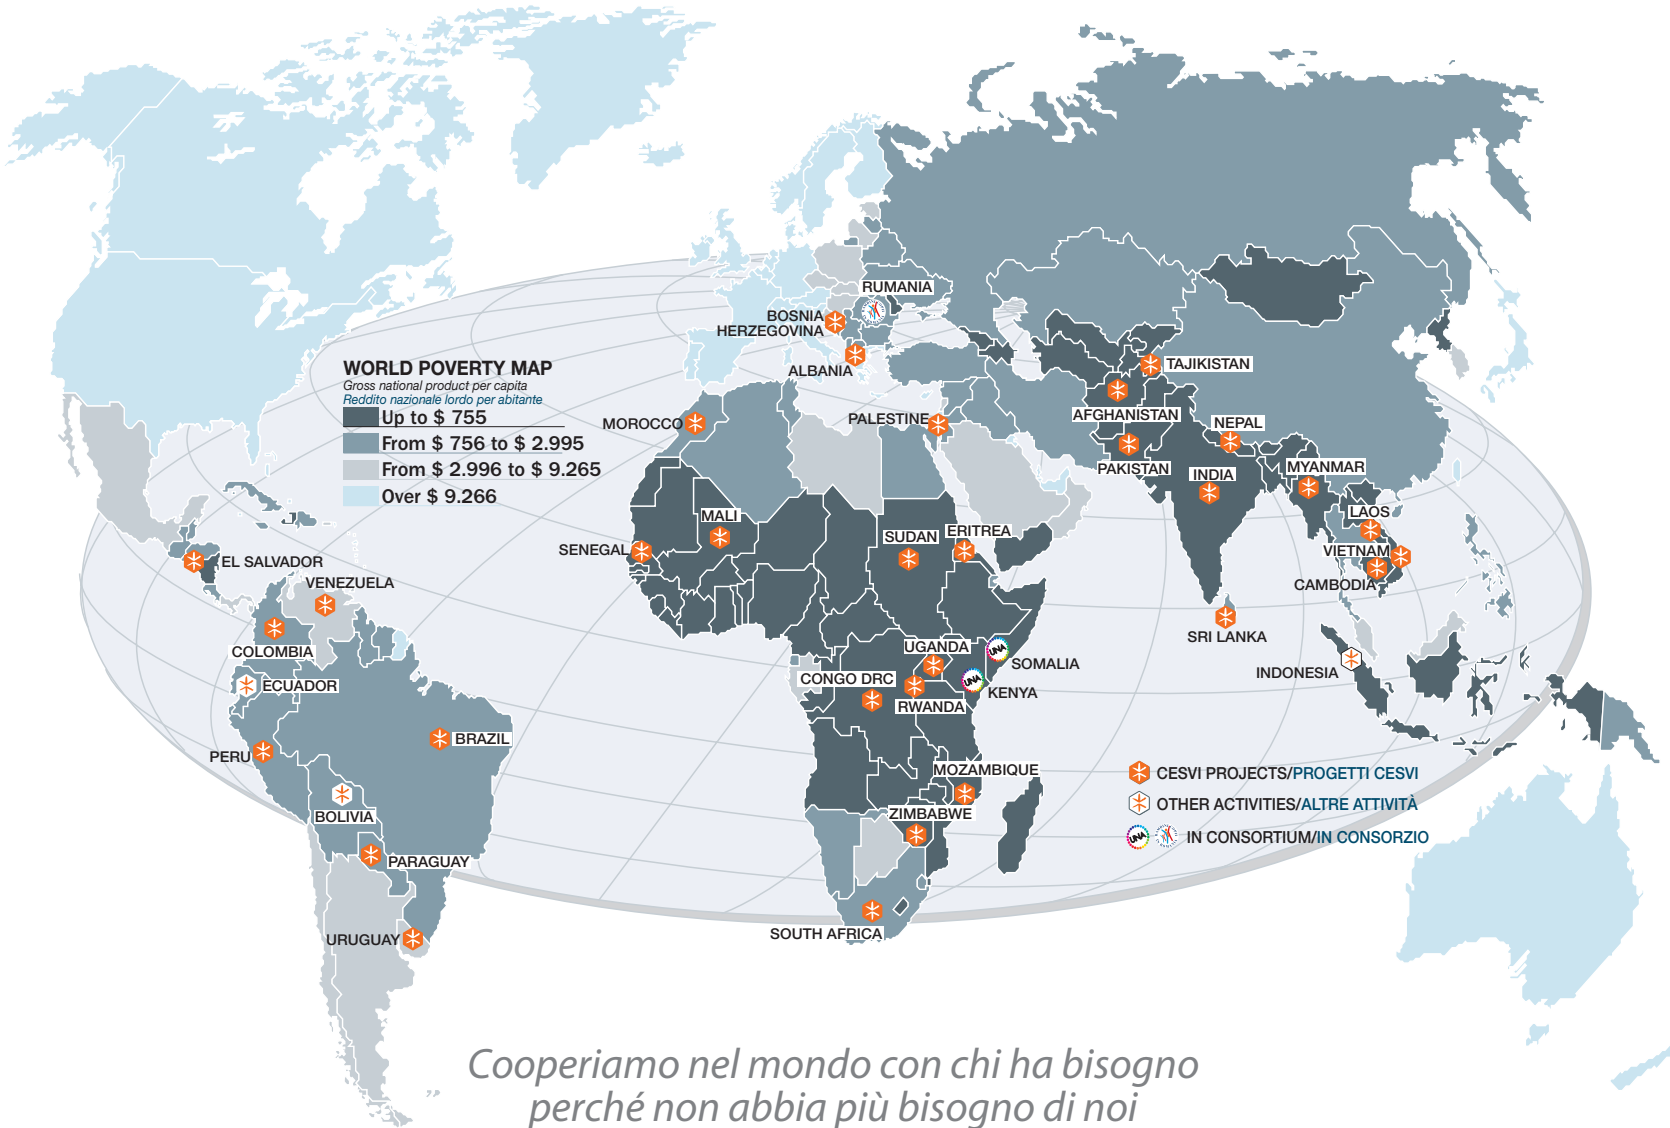 RUMANIA
BOSNIA
HERZEGOVINA
ALBANIA
WORLD POVERTY MAP
Gross national product per capita
Reddito nazionale lordo per abitante
Up to $ 755
From $ 756 to $ 2.995
From $ 2.996 to $ 9.265
Over $ 9.266
MOROCCO
PALESTINE
TAJIKISTAN
AFGHANISTAN
NEPAL
PAKISTAN
INDIA
MYANMAR
LAOS
VIETNAM
CAMBODIA
MALI
SENEGAL
SUDAN
ERITREA
EL SALVADOR
VENEZUELA
COLOMBIA
ECUADOR
SRI LANKA
INDONESIA
UGANDA
UNA
SOMALIA
CONGO DRC
UNA
KENYA
RWANDA
PERU
BRAZIL
BOLIVIA
PARAGUAY
URUGUAY
MOZAMBIQUE
ZIMBABWE
SOUTH AFRICA
CESVI PROJECTS/PROGETTI CESVI
OTHER ACTIVITIES/ALTRE ATTIVITÀ
UNA IN CONSORTIUM/IN CONSORZIO
Cooperiamo nel mondo con chi ha bisogno
perché non abbia più bisogno di noi